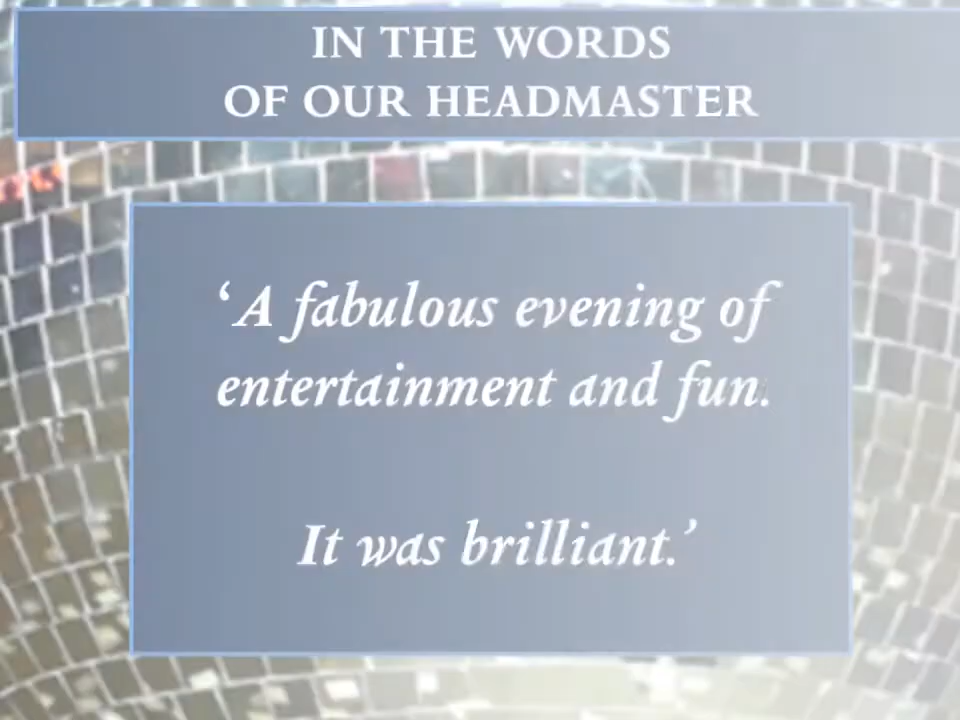 IN THE WORDS
OF OUR HEADMASTER
‘A fabulous evening of
entertainment and fun.
It was brilliant.’